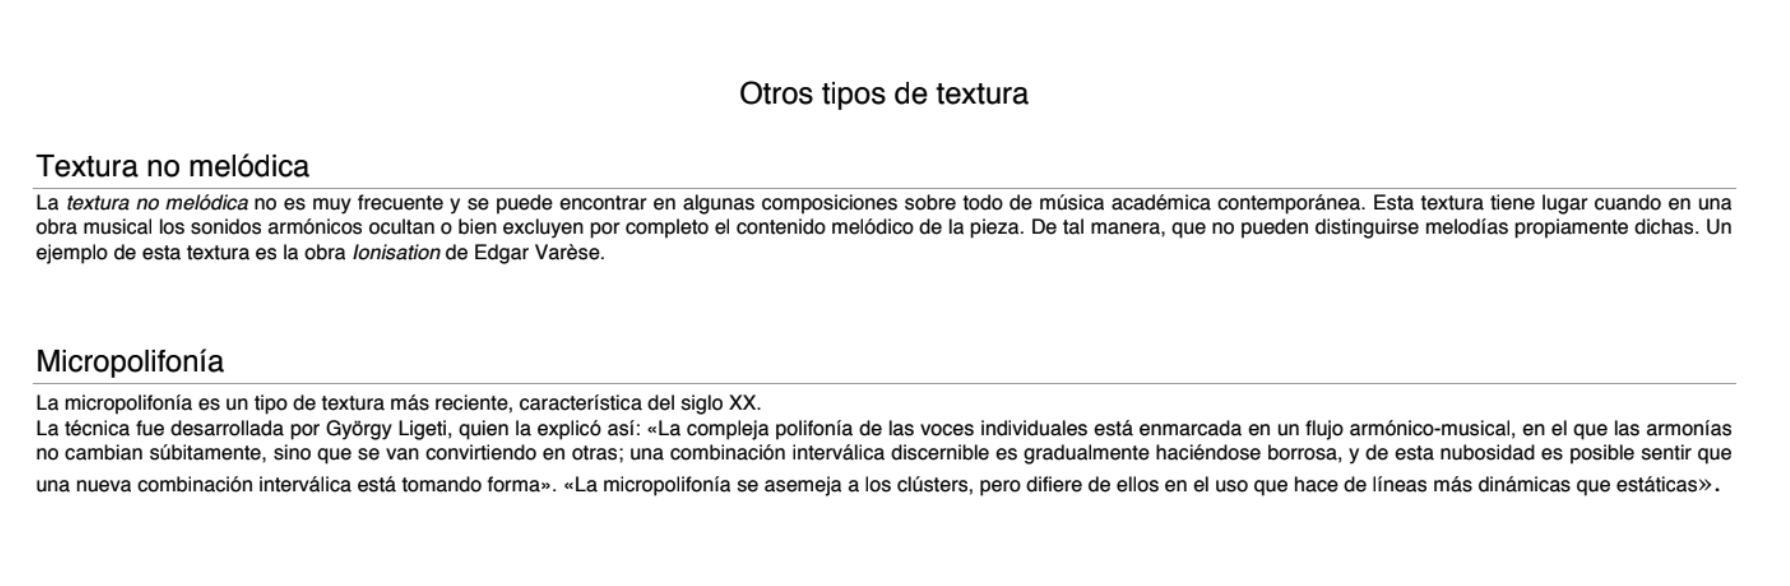 Otros tipos de textura
Textura no melódica
La textura no melódica no es muy frecuente y se puede encontrar en algunas composiciones sobre todo de música académica contemporánea. Esta textura tiene lugar cuando en una
obra musical los sonidos armónicos ocultan o bien excluyen por completo el contenido melódico de la pieza. De tal manera, que no pueden distinguirse melodías propiamente dichas. Un
ejemplo de esta textura es la obra Ionisation de Edgar Varèse.
Micropolifonía
La micropolifonía es un tipo de textura más reciente, característica del siglo XX.
La técnica fue desarrollada por György Ligeti, quien la explicó así: «La compleja polifonía de las voces individuales está enmarcada en un flujo armónico-musical, en el que las armonías
no cambian súbitamente, sino que se van convirtiendo en otras; una combinación interválica discernible es gradualmente haciéndose borrosa, y de esta nubosidad es posible sentir que
una nueva combinación interválica está tomando forma». «La micropolifonía se asemeja a los clústers, pero difiere de ellos en el uso que hace de líneas más dinámicas que estáticas».